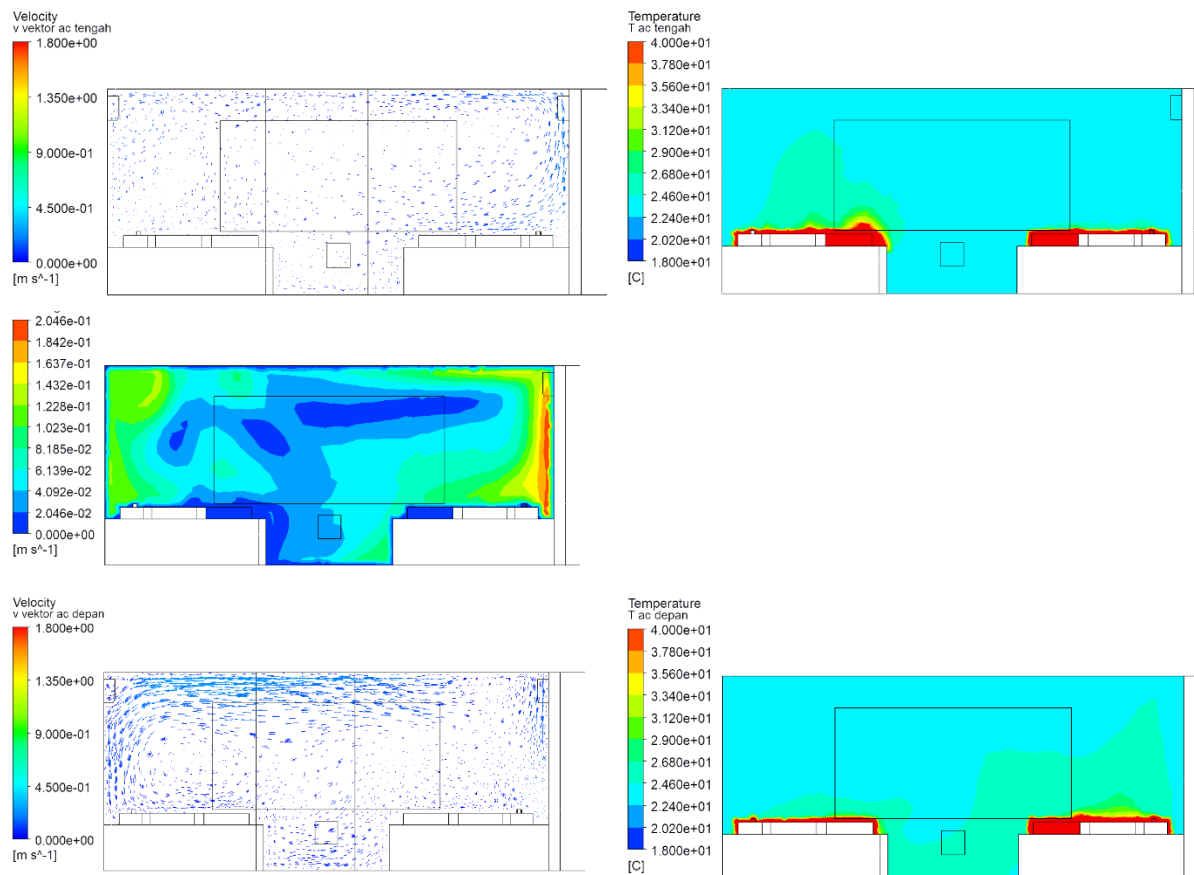 Velocity
v vektor ac tengah
1.800e+00
1.350e+00
9.000e-01
4.500e-01
0.000e+00
[m s^-1]
Temperature
T ac tengah
4.000e+01
3.780e+01
3.560e+01
3.340e+01
3.120e+01
2.900e+01
2.680e+01
2.460e+01
2.240e+01
2.020e+01
1.800e+01
[C]
2.046e-01
1.842e-01
1.637e-01
1.432e-01
1.228e-01
1.023e-01
8.185e-02
6.139e-02
4.092e-02
2.046e-02
0.000e+00
[m s^-1]
Velocity
v vektor ac depan
1.800e+00
1.350e+00
9.000e-01
4.500e-01
0.000e+00
[m s^-1]
Temperature
T ac depan
4.000e+01
3.780e+01
3.560e+01
3.340e+01
3.120e+01
2.900e+01
2.680e+01
2.460e+01
2.240e+01
2.020e+01
1.800e+01
[C]